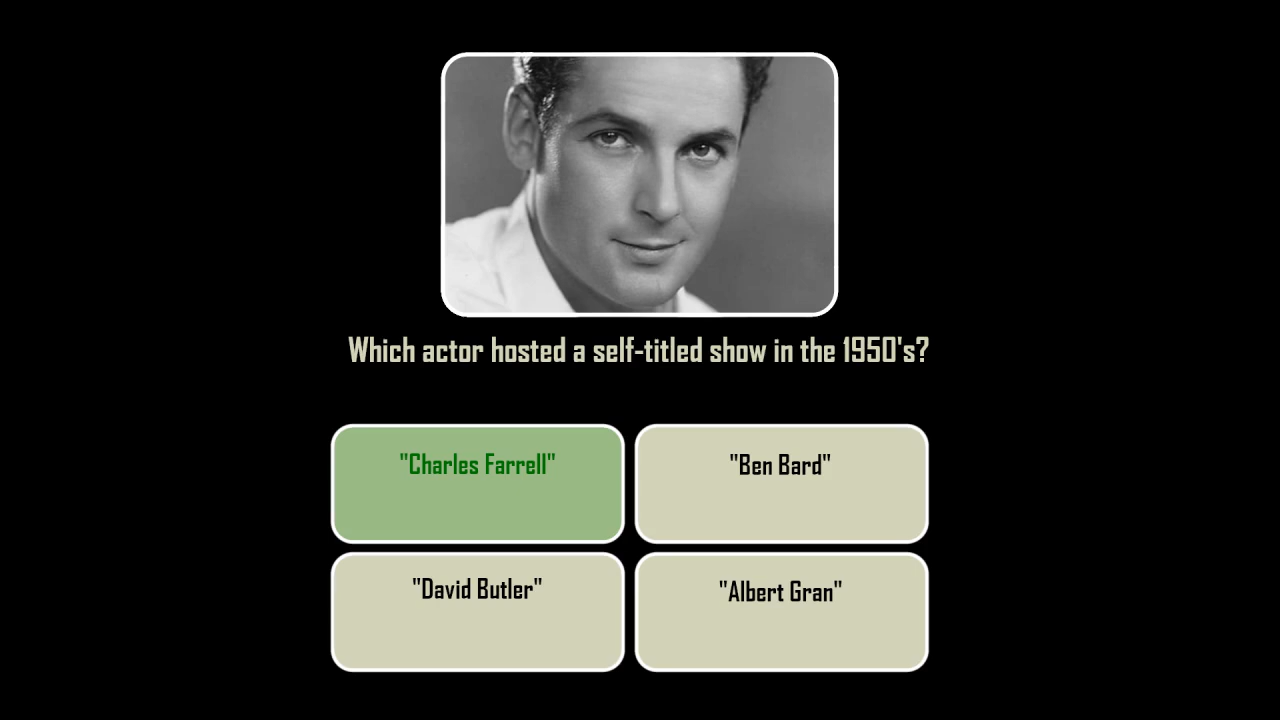 Which actor hosted a self-titled show in the 1950's?
"Charles Farrell"
"Ben Bard"
"David Butler"
"Albert Gran"